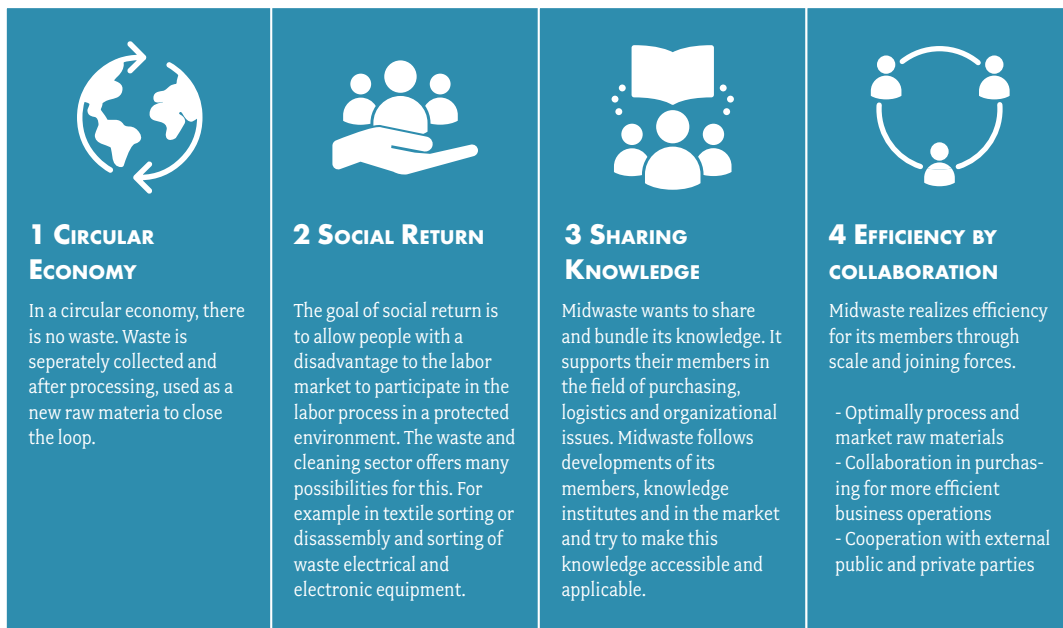 1 Circular
Economy
In a circular economy, there
is no waste. Waste is
seperately collected and
after processing, used as a
new raw materia to close
the loop.
2 Social Return
The goal of social return is
to allow people with a
disadvantage to the labor
market to participate in the
labor process in a protected
environment. The waste and
cleaning sector offers many
possibilities for this. For
example in textile sorting or
disassembly and sorting of
waste electrical and
electronic equipment.
3 Sharing
Knowledge
Midwaste wants to share
and bundle its knowledge. It
supports their members in
the field of purchasing,
logistics and organizational
issues. Midwaste follows
developments of its
members, knowledge
institutes and in the market
and try to make this
knowledge accessible and
applicable.
4 Efficiency by
collaboration
Midwaste realizes efficiency
for its members through
scale and joining forces.
- Optimally process and
market raw materials
- Collaboration in purchas-
ing for more efficient
business operations
- Cooperation with external
public and private parties